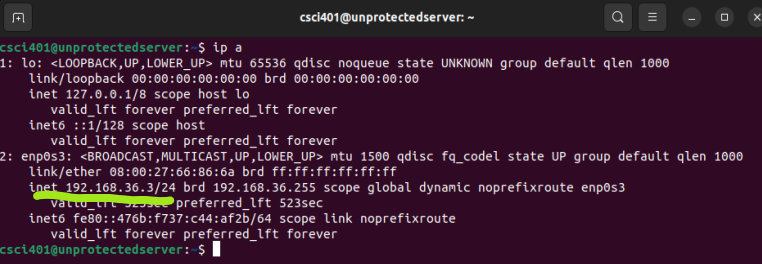 csci401@unprotectedserver: ~
csci401@unprotectedserver:~$ ip a
1: lo: <LOOPBACK,UP,LOWER_UP> mtu 65536 qdisc noqueue state UNKNOWN group default qlen 1000
    link/loopback 00:00:00:00:00:00 brd 00:00:00:00:00:00
    inet 127.0.0.1/8 scope host lo
       valid_lft forever preferred_lft forever
    inet6 ::1/128 scope host
       valid_lft forever preferred_lft forever
2: enp0s3: <BROADCAST,MULTICAST,UP,LOWER_UP> mtu 1500 qdisc fq_codel state UP group default qlen 1000
    link/ether 08:00:27:66:86:6a brd ff:ff:ff:ff:ff:ff
    inet 192.168.36.3/24 brd 192.168.36.255 scope global dynamic noprefixroute enp0s3
       valid_lft 523sec preferred_lft 523sec
    inet6 fe80::476b:f737:c44:af2b/64 scope link noprefixroute
       valid_lft forever preferred_lft forever
csci401@unprotectedserver:~$